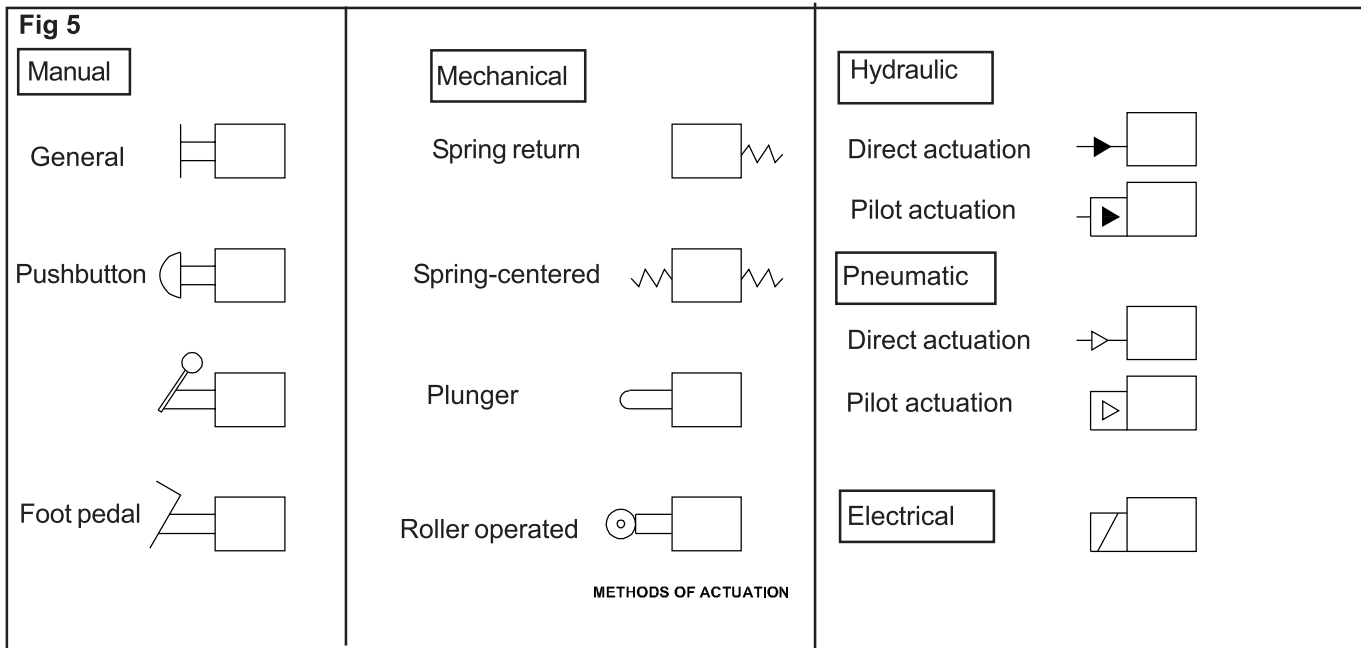 Fig 5
Manual
General
Pushbutton
Foot pedal
Mechanical
Spring return
Spring-centered
Plunger
Roller operated
METHODS OF ACTUATION
Hydraulic
Direct actuation
Pilot actuation
Pneumatic
Direct actuation
Pilot actuation
Electrical